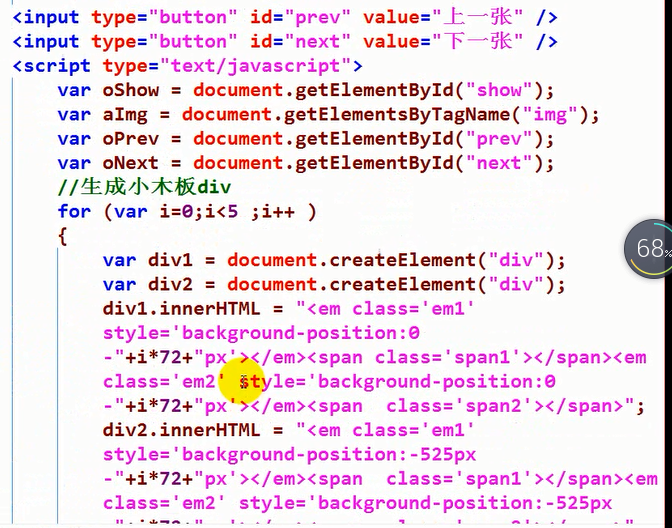 <input type="button" id="prev" value="上一张" />
<input type="button" id="next" value="下一张" />
<script type="text/javascript">
var oShow = document.getElementById("show");
var aImg = document.getElementsByTagName("img");
var oPrev = document.getElementById("prev");
var oNext = document.getElementById("next");
//生成小木板div
for (var i=0;i<5 ;i++ )
{
68%
var div1 = document.createElement("div");
var div2 = document.createElement("div");
div1.innerHTML = "<em class='em1'
style='background-position:0
-"+i*72+"px'></em><span class='span1'></span><em
class='em2' style='background-position:0
-"+i*72+"px'></em><span  class='span2'></span>";
div2.innerHTML = "<em class='em1'
style='background-position:-525px
-"+i*72+"px'></em><span  class='span1'></span><em
class='em2' style='background-position:-525px